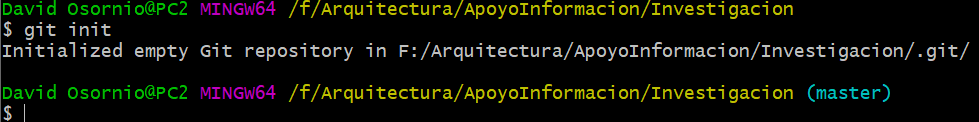 David Osornio@PC2 MINGW64 /f/Arquitectura/ApoyoInformacion/Investigacion
$ git init
Initialized empty Git repository in F:/Arquitectura/ApoyoInformacion/Investigacion/.git/
David Osornio@PC2 MINGW64 /f/Arquitectura/ApoyoInformacion/Investigacion (master)
$